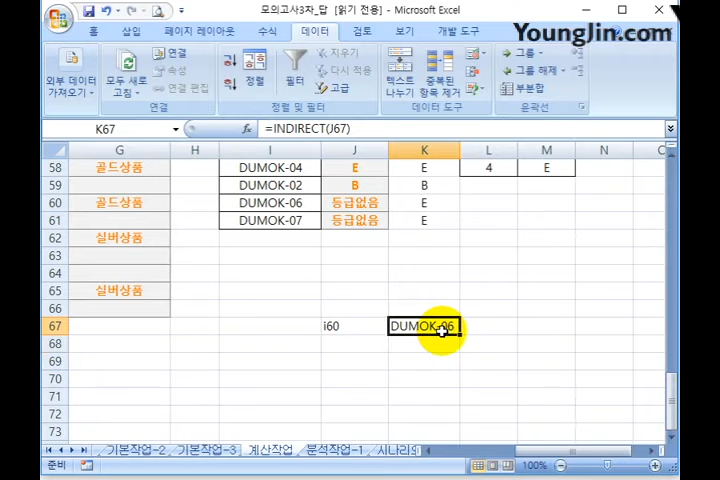 모의고사3차_답 [읽기 전용] - Microsoft Excel
YoungJin.com
홈 삽입 페이지 레이아웃 수식 데이터 검토 보기 개발 도구
외부 데이터 가져오기 모두 새로 고침 연결 속성 연결 편집 정렬 필터 지우기 다시 적용 고급 텍스트 나누기 중복된 항목 제거 그룹 그룹 해제 부분합
연결 정렬 및 필터 데이터 도구 윤곽선
K67 fx =INDIRECT(J67)
G H I J K L M N
58 골드상품 DUMOK-04 E E 4 E
59 DUMOK-02 B B
60 골드상품 DUMOK-06 등급없음 E
61 DUMOK-07 등급없음 E
62 실버상품
63
64
65 실버상품
66
67 i60 DUMOK-06
68
69
70
71
72
73
기본작업-2 기본작업-3 계산작업 분석작업-1
준비 100%